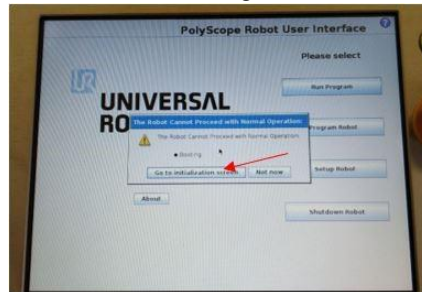 PolyScope Robot User Interface
Please select
UR
UNIVERSAL
RO
Run Program
Program Robot
Setup Robot
Shutdown Robot
The Robot Cannot Proceed with Normal Operation:
The Robot Cannot Proceed with Normal Operation:
• Booting
Go to initialization screen
Not now
About